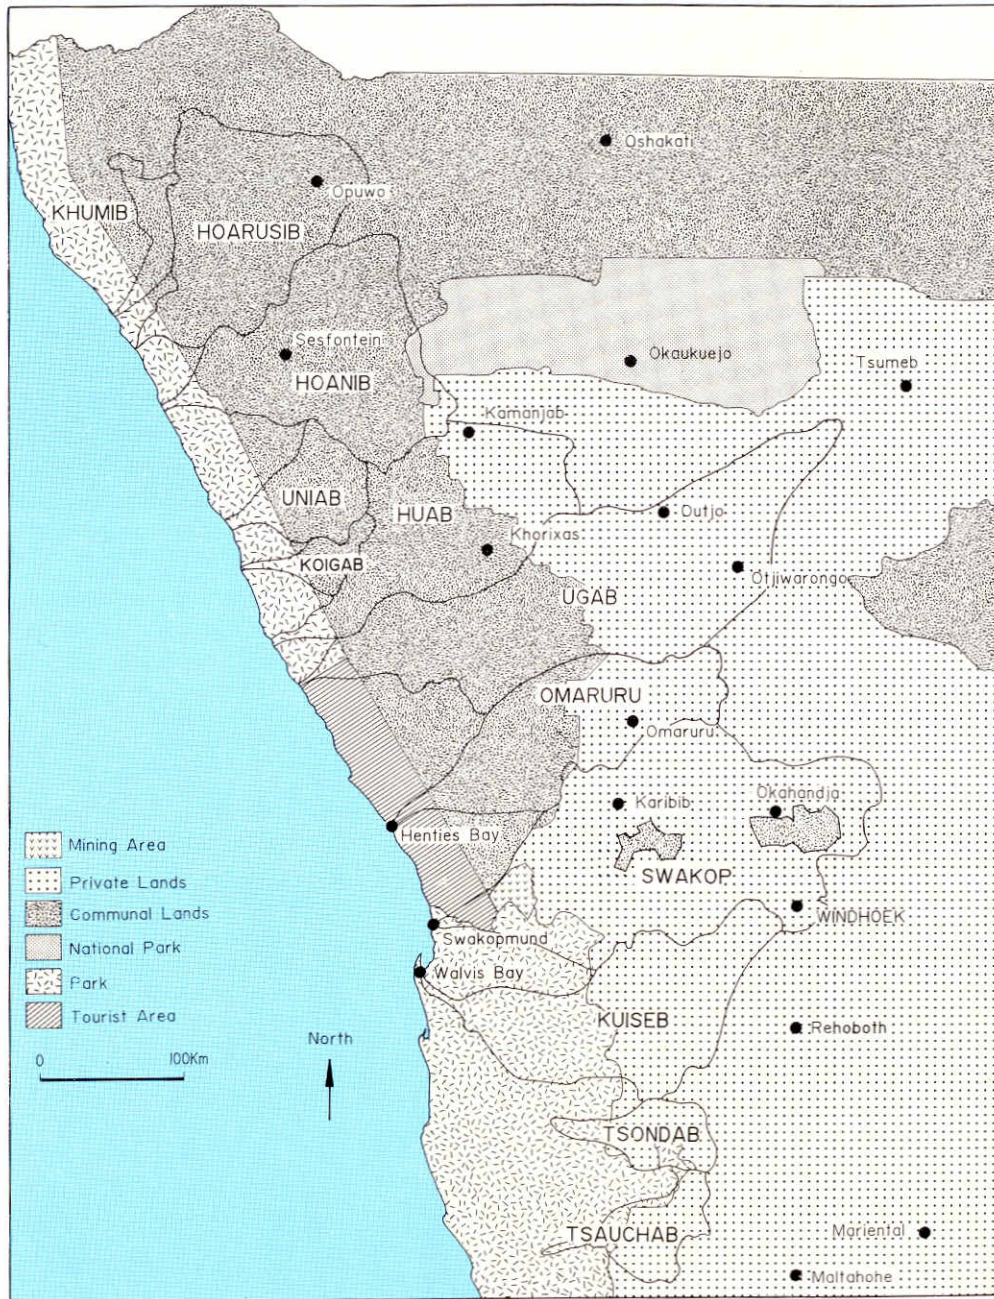 Oshakati
Opuwo
KHUMIB
HOARUSIB
Sesfontein
Okaukuejo
Tsumeb
HOANIB
Kamanjab
UNIAB
HUAB
Outjo
Khorixas
KOIGAB
Otjiwarongo
UGAB
OMARURU
Omaruru
Karibib
Okahandja
Henties Bay
Mining Area
SWAKOP
Private Lands
Communal Lands
WINDHOEK
Swakopmund
National Park
Walvis Bay
Park
Tourist Area
KUISEB
Rehoboth
North
0 100Km
TSONDAB
TSAUCHAB
Mariental
Maltahohe